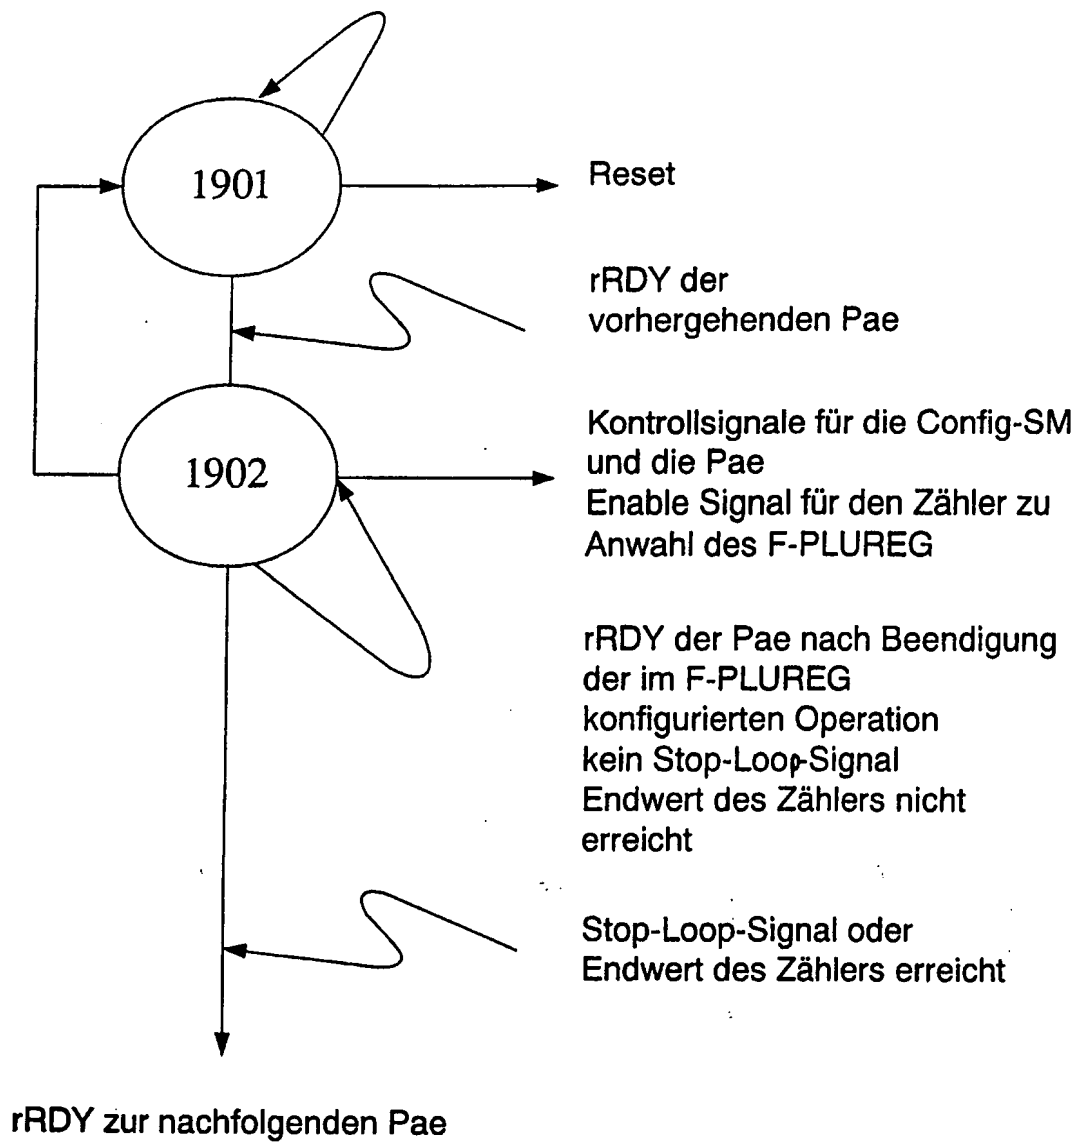 1901
Reset
rRDY der
vorhergehenden Pae
1902
Kontrollsignale für die Config-SM
und die Pae
Enable Signal für den Zähler zu
Anwahl des F-PLUREG
rRDY der Pae nach Beendigung
der im F-PLUREG
konfigurierten Operation
kein Stop-Loop-Signal
Endwert des Zählers nicht
erreicht
Stop-Loop-Signal oder
Endwert des Zählers erreicht
rRDY zur nachfolgenden Pae